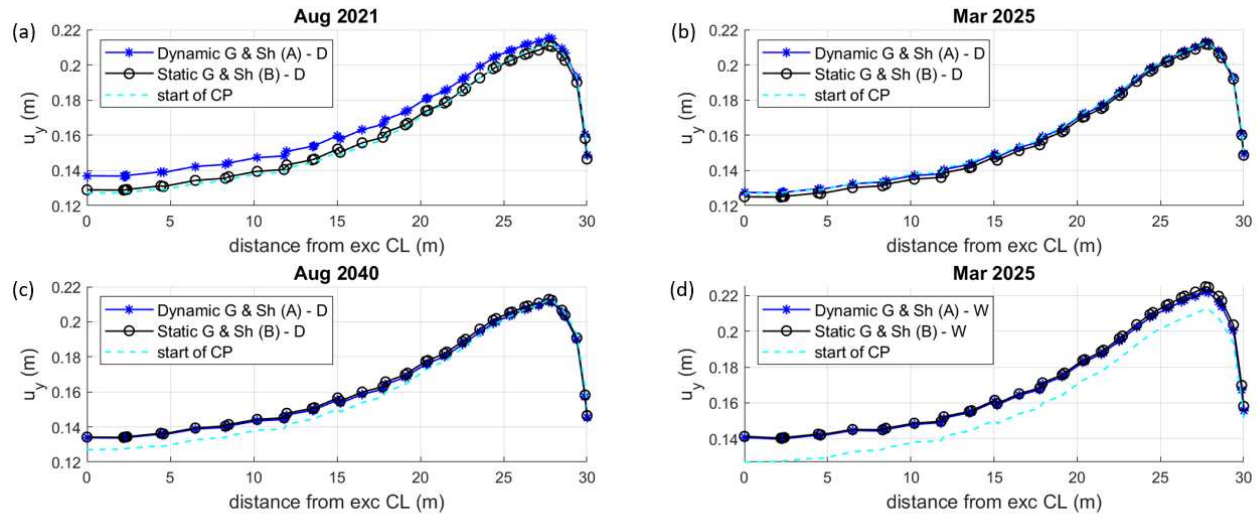 (a)
Aug 2021
0.22
0.2
0.18
0.16
0.14
0.12
u_y (m)
Dynamic G & Sh (A) - D
Static G & Sh (B) - D
start of CP
0 5 10 15 20 25 30
distance from exc CL (m)
(b)
Mar 2025
0.22
0.2
0.18
0.16
0.14
0.12
u_y (m)
Dynamic G & Sh (A) - D
Static G & Sh (B) - D
start of CP
0 5 10 15 20 25 30
distance from exc CL (m)
(c)
Aug 2040
0.22
0.2
0.18
0.16
0.14
0.12
u_y (m)
Dynamic G & Sh (A) - D
Static G & Sh (B) - D
start of CP
0 5 10 15 20 25 30
distance from exc CL (m)
(d)
Mar 2025
0.22
0.2
0.18
0.16
0.14
u_y (m)
Dynamic G & Sh (A) - W
Static G & Sh (B) - W
start of CP
0 5 10 15 20 25 30
distance from exc CL (m)